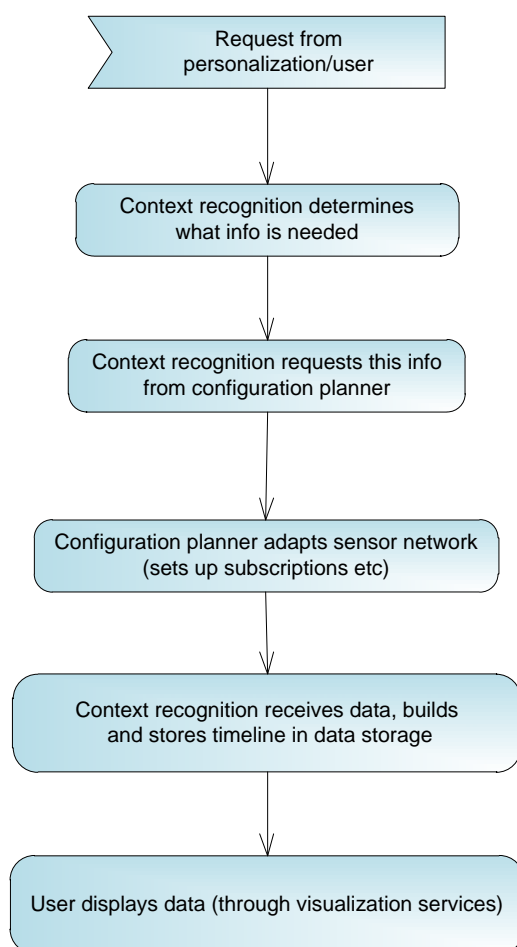 Request from
personalization/user
Context recognition determines
what info is needed
Context recognition requests this info
from configuration planner
Configuration planner adapts sensor network
(sets up subscriptions etc)
Context recognition receives data, builds
and stores timeline in data storage
User displays data (through visualization services)